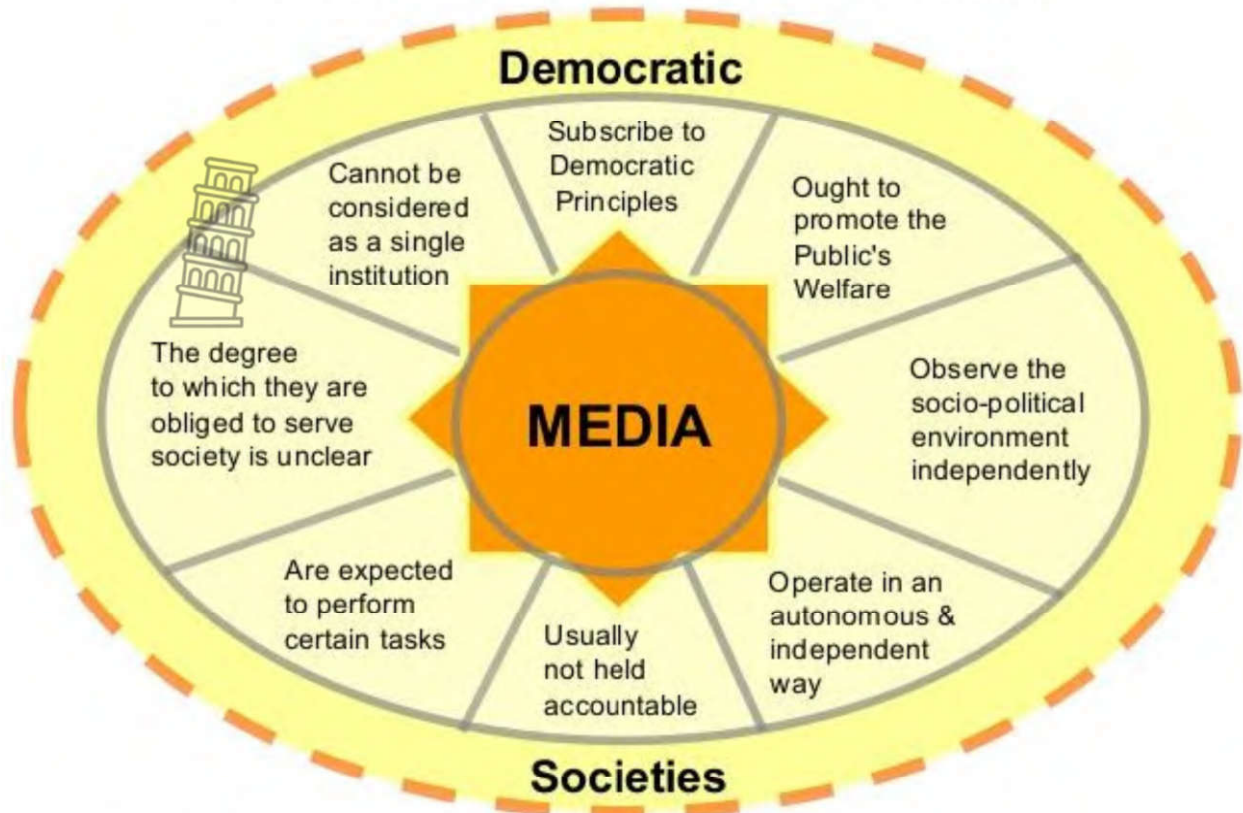 Democratic
Subscribe to
Democratic
Principles
Ought to
promote the
Public's
Welfare
Observe the
socio-political
environment
independently
Operate in an
autonomous &
independent
way
Usually
not held
accountable
Are expected
to perform
certain tasks
The degree
to which they are
obliged to serve
society is unclear
Cannot be
considered
as a single
institution
MEDIA
Societies